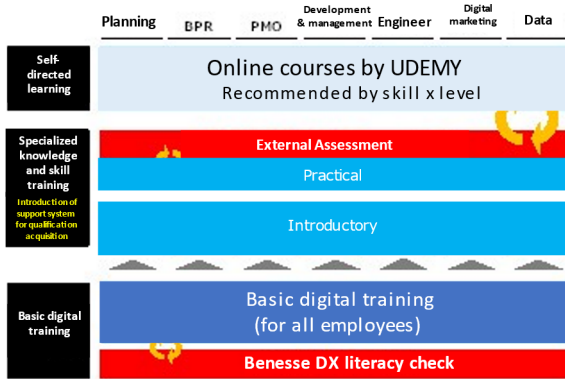 Planning
BPR
PMO
Development
& management
Engineer
Digital
marketing
Data
Self-
directed
learning
Online courses by UDEMY
Recommended by skill x level
Specialized
knowledge
and skill
training
Introduction of
support system
for qualification
acquisition
External Assessment
Practical
Introductory
Basic digital
training
Basic digital training
(for all employees)
Benesse DX literacy check